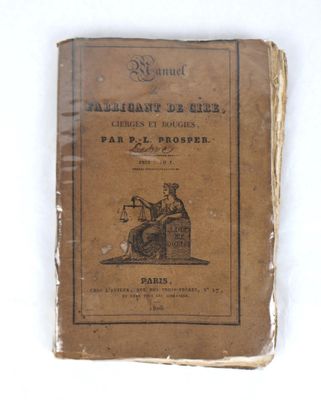 Manuel
FABRICANT DE CIRE,
CIERGES ET BOUGIES,
PAR P.-L. PROSPER.
PARIS,
CHEZ L'AUTEUR, RUE DES TROIS-FRÈRES, N° 17,
ET CHEZ TOUS LES LIBRAIRES.